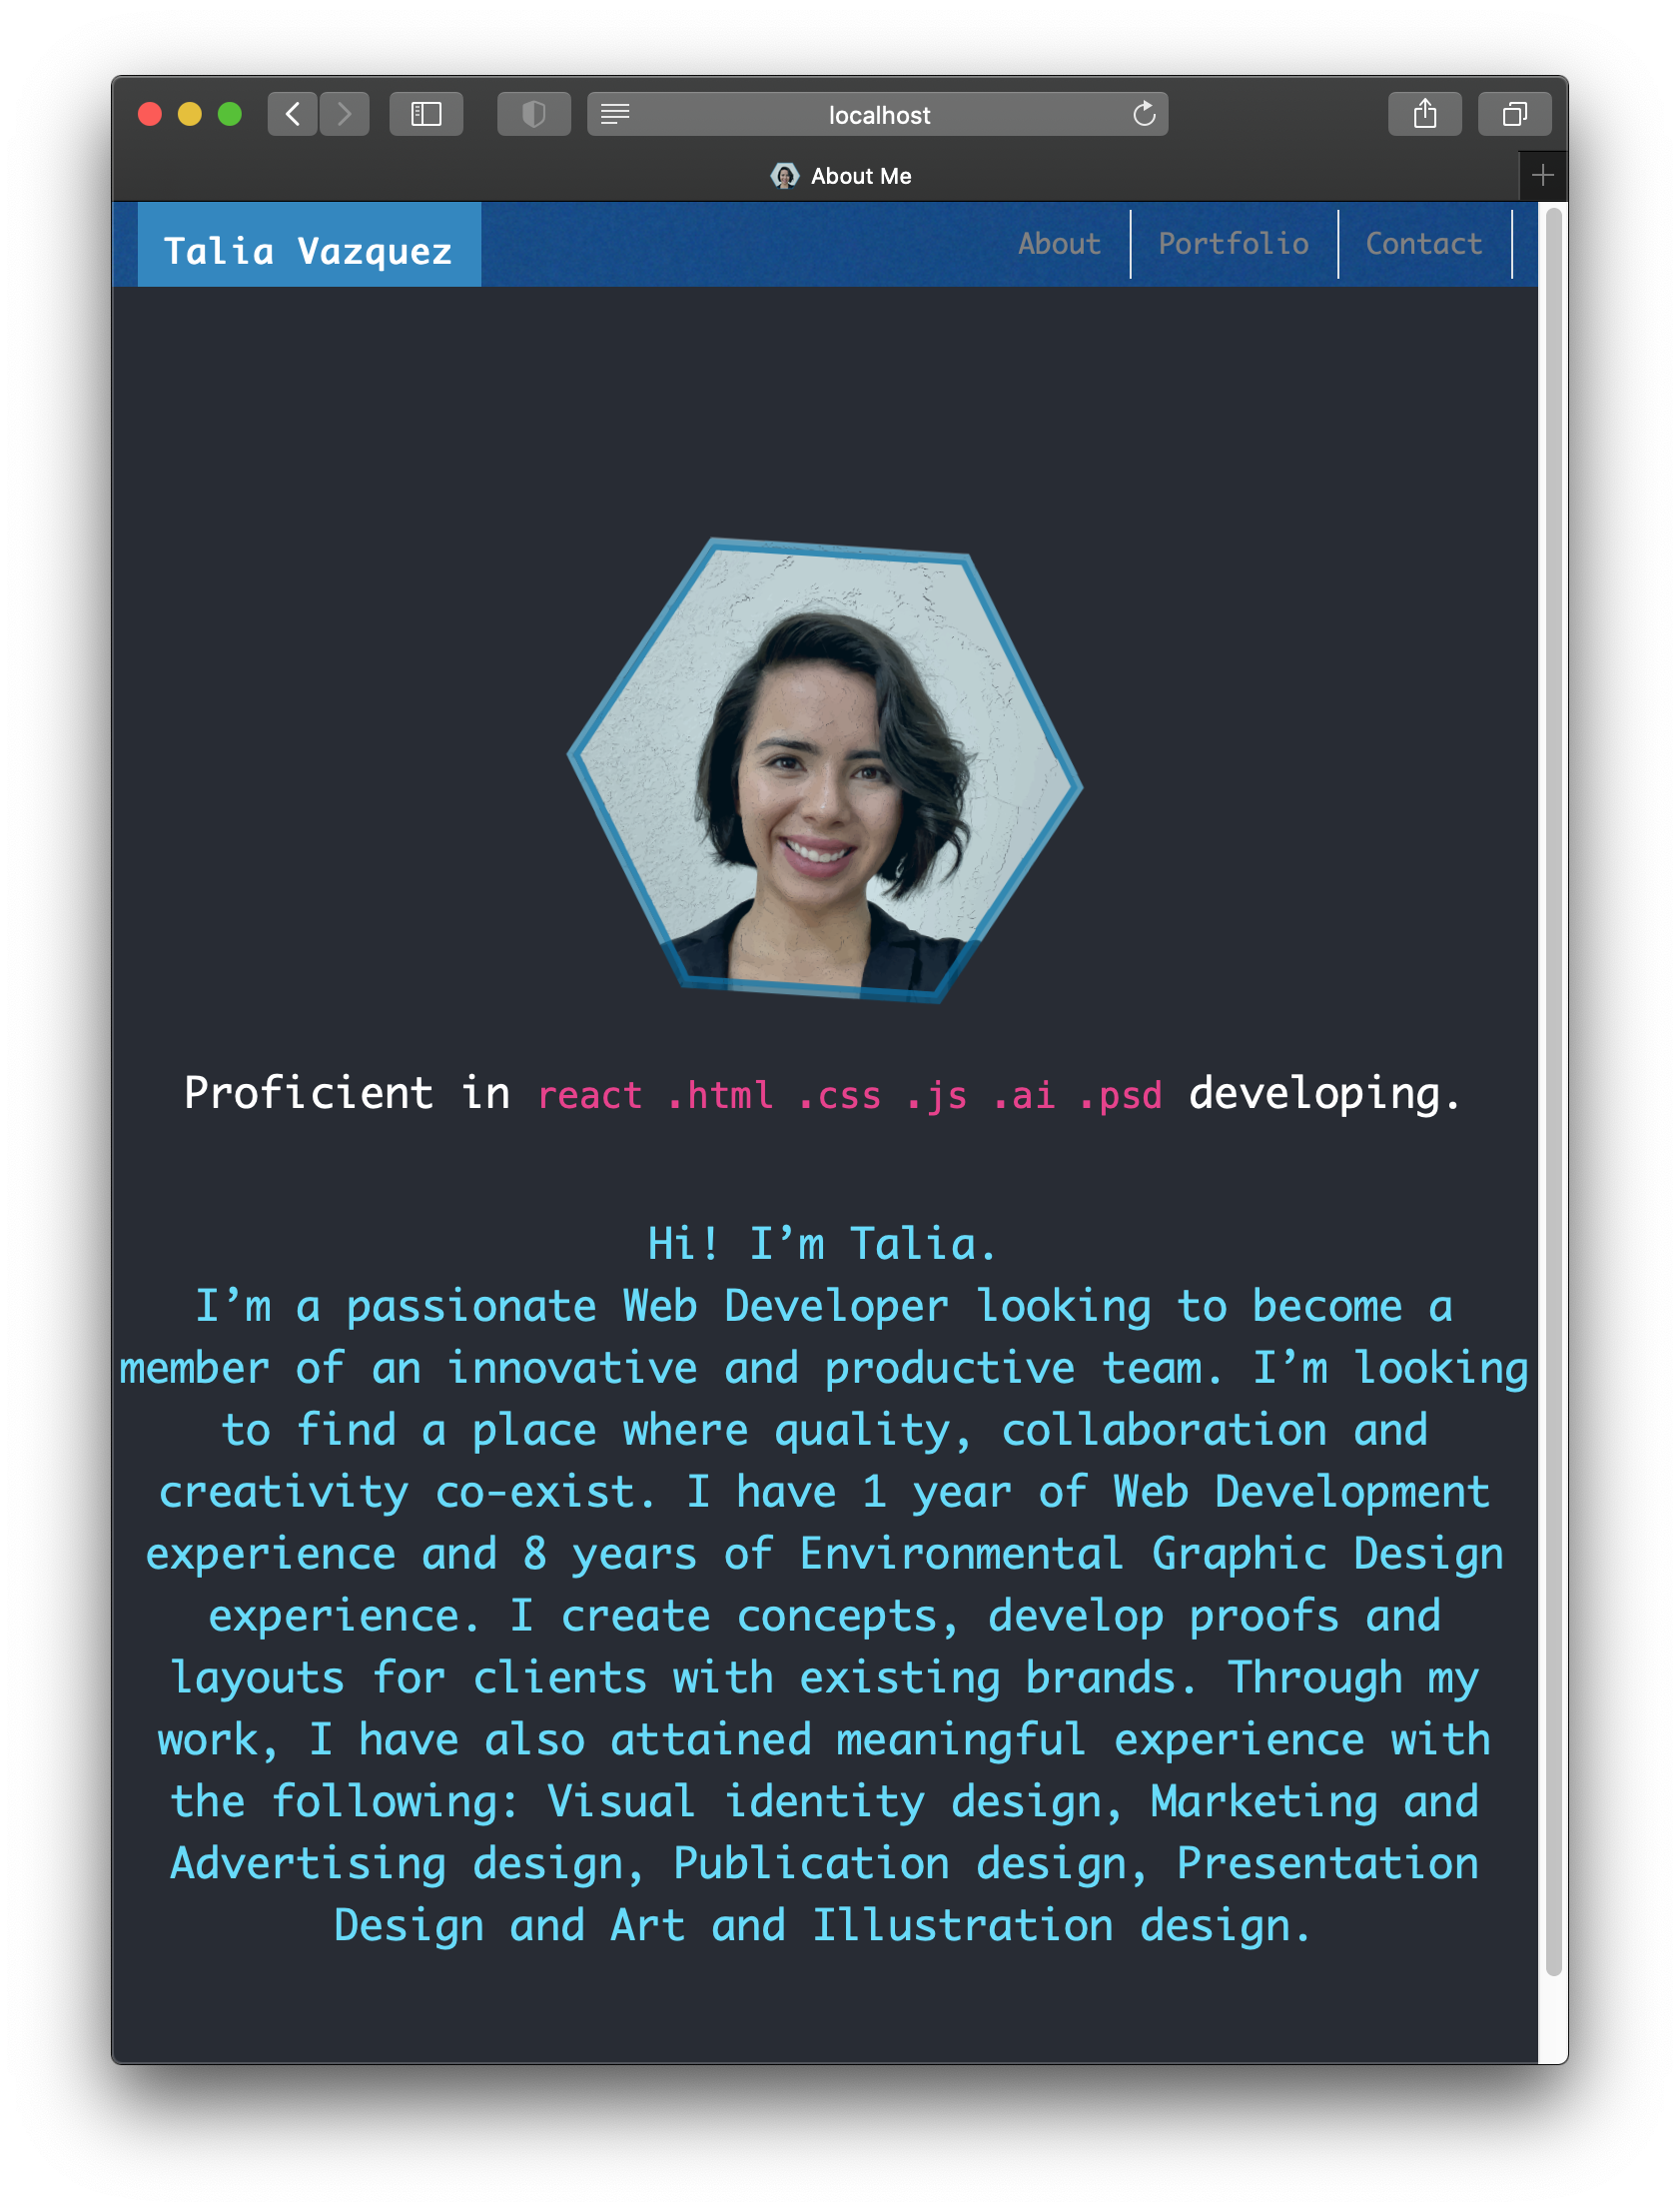 localhost
About Me
Talia Vazquez
About
Portfolio
Contact
Proficient in react .html .css .js .ai .psd developing.
Hi! I’m Talia.
I’m a passionate Web Developer looking to become a
member of an innovative and productive team. I’m looking
to find a place where quality, collaboration and
creativity co-exist. I have 1 year of Web Development
experience and 8 years of Environmental Graphic Design
experience. I create concepts, develop proofs and
layouts for clients with existing brands. Through my
work, I have also attained meaningful experience with
the following: Visual identity design, Marketing and
Advertising design, Publication design, Presentation
Design and Art and Illustration design.